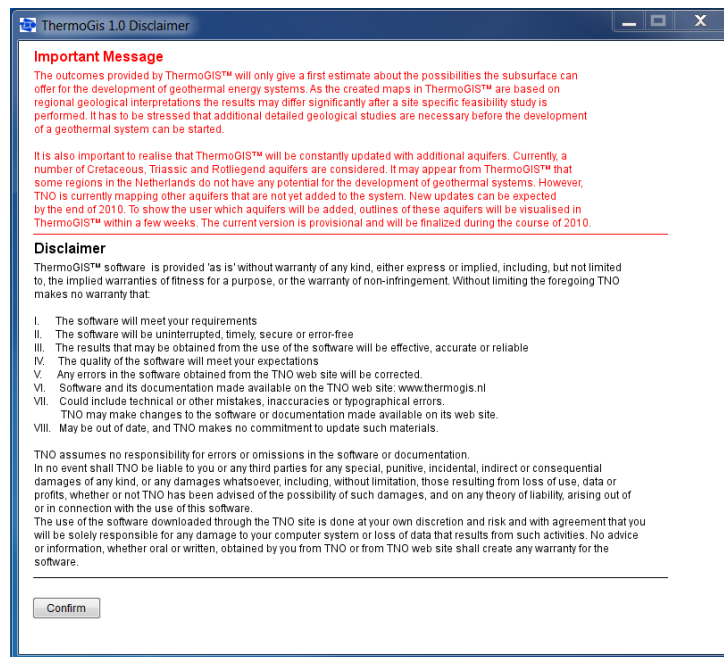 ThermoGis 1.0 Disclaimer
Important Message
The outcomes provided by ThermoGIS™ will only give a first estimate about the possibilities the subsurface can
offer for the development of geothermal energy systems. As the created maps in ThermoGIS™ are based on
regional geological interpretations the results may differ significantly after a site specific feasibility study is
performed. It has to be stressed that additional detailed geological studies are necessary before the development
of a geothermal system can be started.
It is also important to realise that ThermoGIS™ will be constantly updated with additional aquifers. Currently, a
number of Cretaceous, Triassic and Rotliegend aquifers are considered. It may appear from ThermoGIS™ that
some regions in the Netherlands do not have any potential for the development of geothermal systems. However,
TNO is currently mapping other aquifers that are not yet added to the system. New updates can be expected
by the end of 2010. To show the user which aquifers will be added, outlines of these aquifers will be visualised in
ThermoGIS™ within a few weeks. The current version is provisional and will be finalized during the course of 2010.
Disclaimer
ThermoGIS™ software is provided 'as is' without warranty of any kind, either express or implied, including, but not limited
to, the implied warranties of fitness for a purpose, or the warranty of non-infringement. Without limiting the foregoing TNO
makes no warranty that:
I. The software will meet your requirements
II. The software will be uninterrupted, timely, secure or error-free
III. The results that may be obtained from the use of the software will be effective, accurate or reliable
IV. The quality of the software will meet your expectations
V. Any errors in the software obtained from the TNO web site will be corrected.
VI. Software and its documentation made available on the TNO web site: www.thermogis.nl
VII. Could include technical or other mistakes, inaccuracies or typographical errors.
TNO may make changes to the software or documentation made available on its web site.
VIII. May be out of date, and TNO makes no commitment to update such materials.
TNO assumes no responsibility for errors or omissions in the software or documentation.
In no event shall TNO be liable to you or any third parties for any special, punitive, incidental, indirect or consequential
damages of any kind, or any damages whatsoever, including, without limitation, those resulting from loss of use, data or
profits, whether or not TNO has been advised of the possibility of such damages, and on any theory of liability, arising out of
or in connection with the use of this software.
The use of the software downloaded through the TNO site is done at your own discretion and risk and with agreement that you
will be solely responsible for any damage to your computer system or loss of data that results from such activities. No advice
or information, whether oral or written, obtained by you from TNO or from TNO web site shall create any warranty for the
software.
Confirm